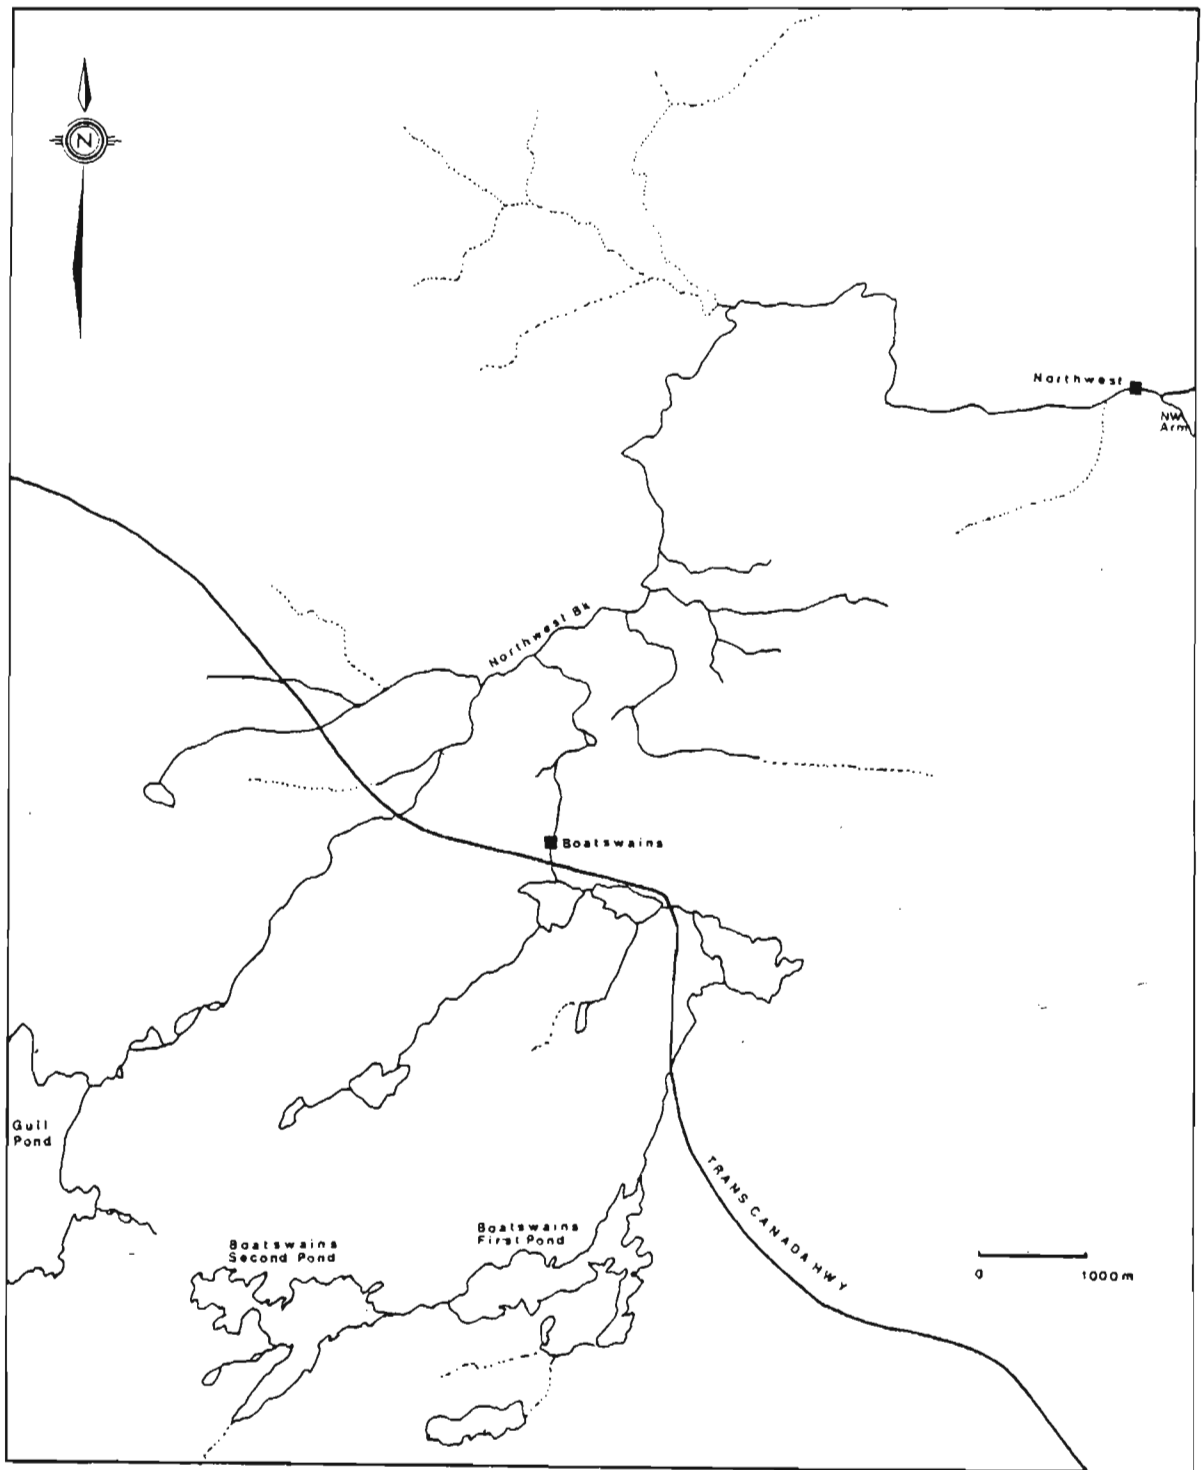 N
Northwest
NW
Arm
Northwest Bk
Boatswains
Gull
Pond
Boatswains
First Pond
Boatswains
Second Pond
TRANS CANADA HWY
0 1000m